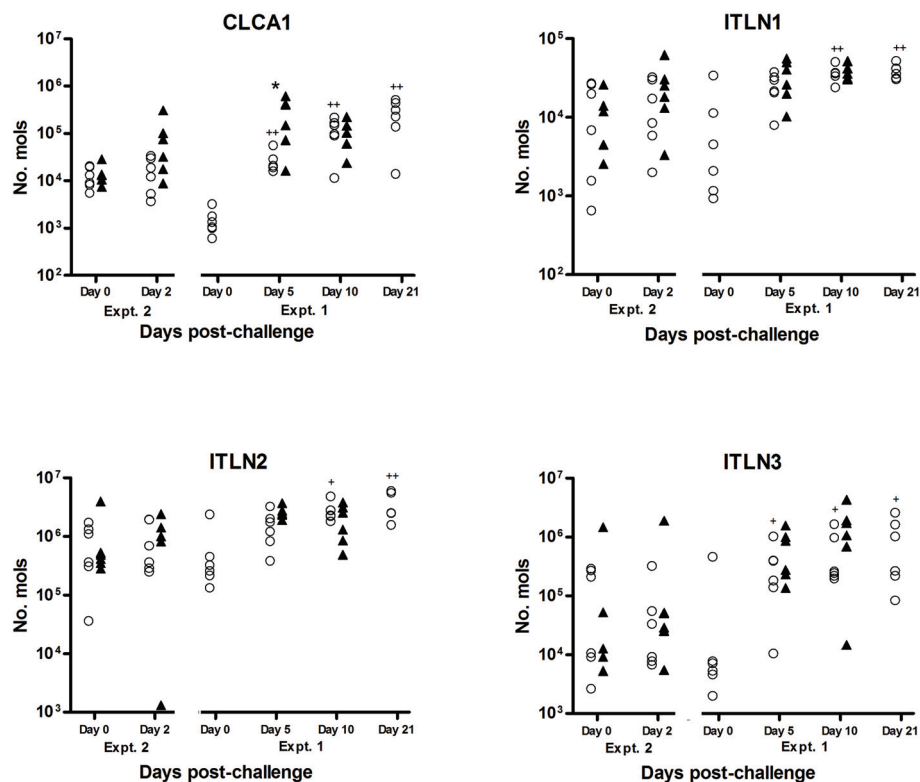 CLCA1
No. mols
10⁷
10⁶
10⁵
10⁴
10³
10²
*
++
++
++
Day 0 Day 2 Day 0 Day 5 Day 10 Day 21
Expt. 2 Expt. 1
Days post-challenge
ITLN1
No. mols
10⁵
10⁴
10³
10²
++
++
Day 0 Day 2 Day 0 Day 5 Day 10 Day 21
Expt. 2 Expt. 1
Days post-challenge
ITLN2
No. mols
10⁷
10⁶
10⁵
10⁴
10³
+
++
Day 0 Day 2 Day 0 Day 5 Day 10 Day 21
Expt. 2 Expt. 1
Days post-challenge
ITLN3
No. mols
10⁷
10⁶
10⁵
10⁴
10³
+
+
+
Day 0 Day 2 Day 0 Day 5 Day 10 Day 21
Expt. 2 Expt. 1
Days post-challenge